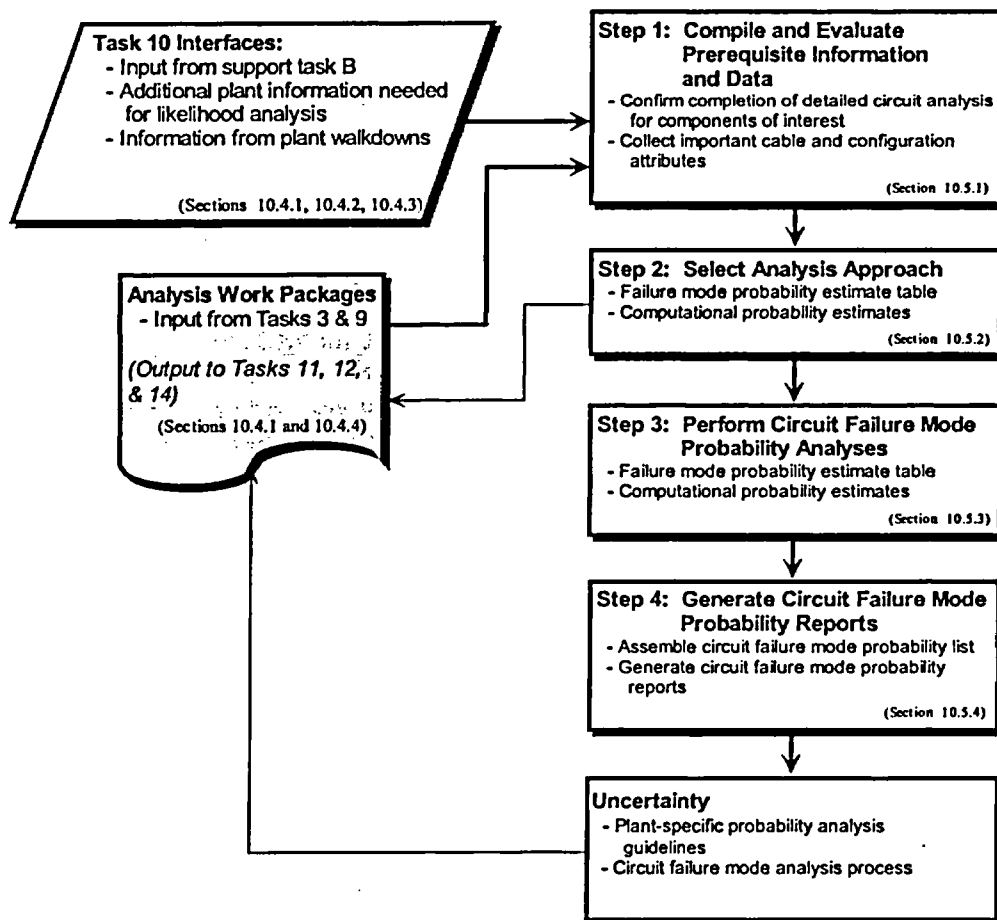 Task 10 Interfaces:
- Input from support task B
- Additional plant information needed
for likelihood analysis
- Information from plant walkdowns
(Sections 10.4.1, 10.4.2, 10.4.3)
Analysis Work Packages
- Input from Tasks 3 & 9
(Output to Tasks 11, 12,
& 14)
(Sections 10.4.1 and 10.4.4)
Step 1: Compile and Evaluate
Prerequisite Information
and Data
- Confirm completion of detailed circuit analysis
for components of interest
- Collect important cable and configuration
attributes
(Section 10.5.1)
Step 2: Select Analysis Approach
- Failure mode probability estimate table
- Computational probability estimates
(Section 10.5.2)
Step 3: Perform Circuit Failure Mode
Probability Analyses
- Failure mode probability estimate table
- Computational probability estimates
(Section 10.5.3)
Step 4: Generate Circuit Failure Mode
Probability Reports
- Assemble circuit failure mode probability list
- Generate circuit failure mode probability
reports
(Section 10.5.4)
Uncertainty
- Plant-specific probability analysis
guidelines
- Circuit failure mode analysis process